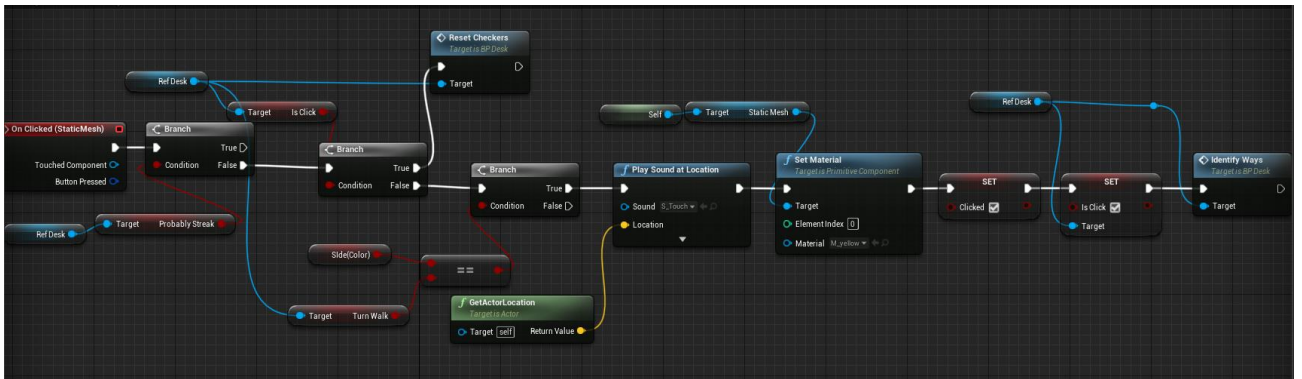 Reset Checkers
Target is BP Desk
Target
Ref Desk
Target Is Click
On Clicked (StaticMesh)
Touched Component
Button Pressed
Branch
True
Condition False
Branch
True
Condition False
Ref Desk
Target Probably Streak
Branch
True
Condition False
SIde(Color)
==
Target Turn Walk
GetActorLocation
Target is Actor
Target self Return Value
Self
Target Static Mesh
Play Sound at Location
Sound S_Touch
Location
Set Material
Target is Primitive Component
Target
Element Index 0
Material M_yellow
SET
Clicked
Ref Desk
SET
Is Click
Target
Identify Ways
Target is BP Desk
Target